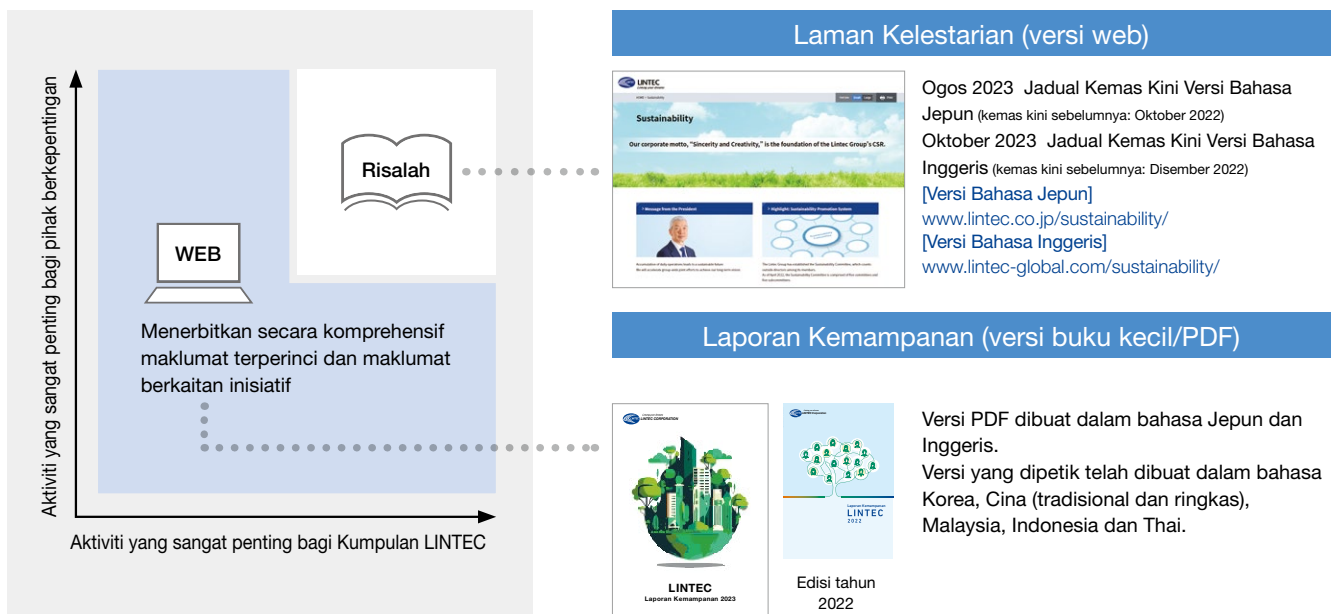 Aktiviti yang sangat penting bagi pihak berkepentingan
Risalah
WEB
Menerbitkan secara komprehensif
maklumat terperinci dan maklumat
berkaitan inisiatif
Aktiviti yang sangat penting bagi Kumpulan LINTEC
Laman Kelestarian (versi web)
LINTEC
Sustainability
Our corporate motto, “Sincerity and Creativity,” is the foundation of the Lintec Group's CSR.
Message from the President
Highlight: Sustainability Promotion System
Ogos 2023 Jadual Kemas Kini Versi Bahasa
Jepun (kemas kini sebelumnya: Oktober 2022)
Oktober 2023 Jadual Kemas Kini Versi Bahasa
Inggeris (kemas kini sebelumnya: Disember 2022)
[Versi Bahasa Jepun]
www.lintec.co.jp/sustainability/
[Versi Bahasa Inggeris]
www.lintec-global.com/sustainability/
Laporan Kemampanan (versi buku kecil/PDF)
LINTEC CORPORATION
LINTEC
Laporan Kemampanan 2023
Laporan Kemampanan
LINTEC
2022
Edisi tahun
2022
Versi PDF dibuat dalam bahasa Jepun dan
Inggeris.
Versi yang dipetik telah dibuat dalam bahasa
Korea, Cina (tradisional dan ringkas),
Malaysia, Indonesia dan Thai.